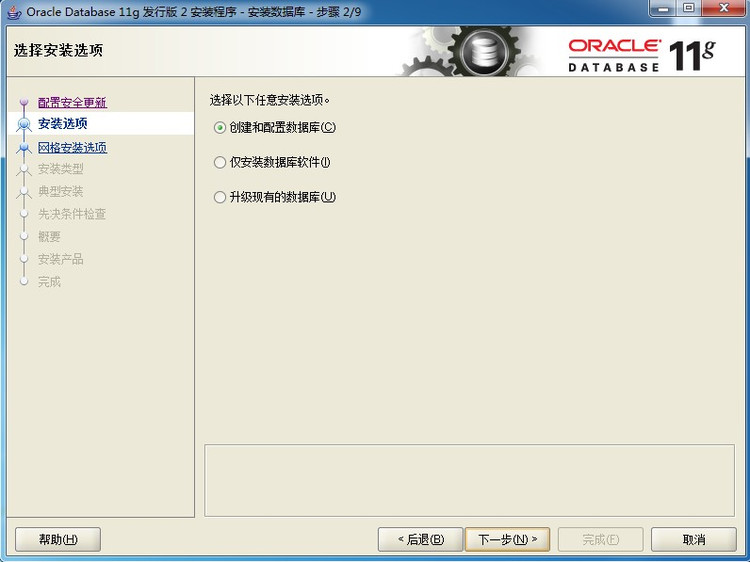 Oracle Database 11g 发行版 2 安装程序 - 安装数据库 - 步骤 2/9
选择安装选项
ORACLE
DATABASE
11g
配置安全更新
安装选项
网格安装选项
安装类型
典型安装
先决条件检查
概要
安装产品
完成
选择以下任意安装选项。
创建和配置数据库(C)
仅安装数据库软件(I)
升级现有的数据库(U)
帮助(H)
< 后退(B)
下一步(N) >
完成(F)
取消